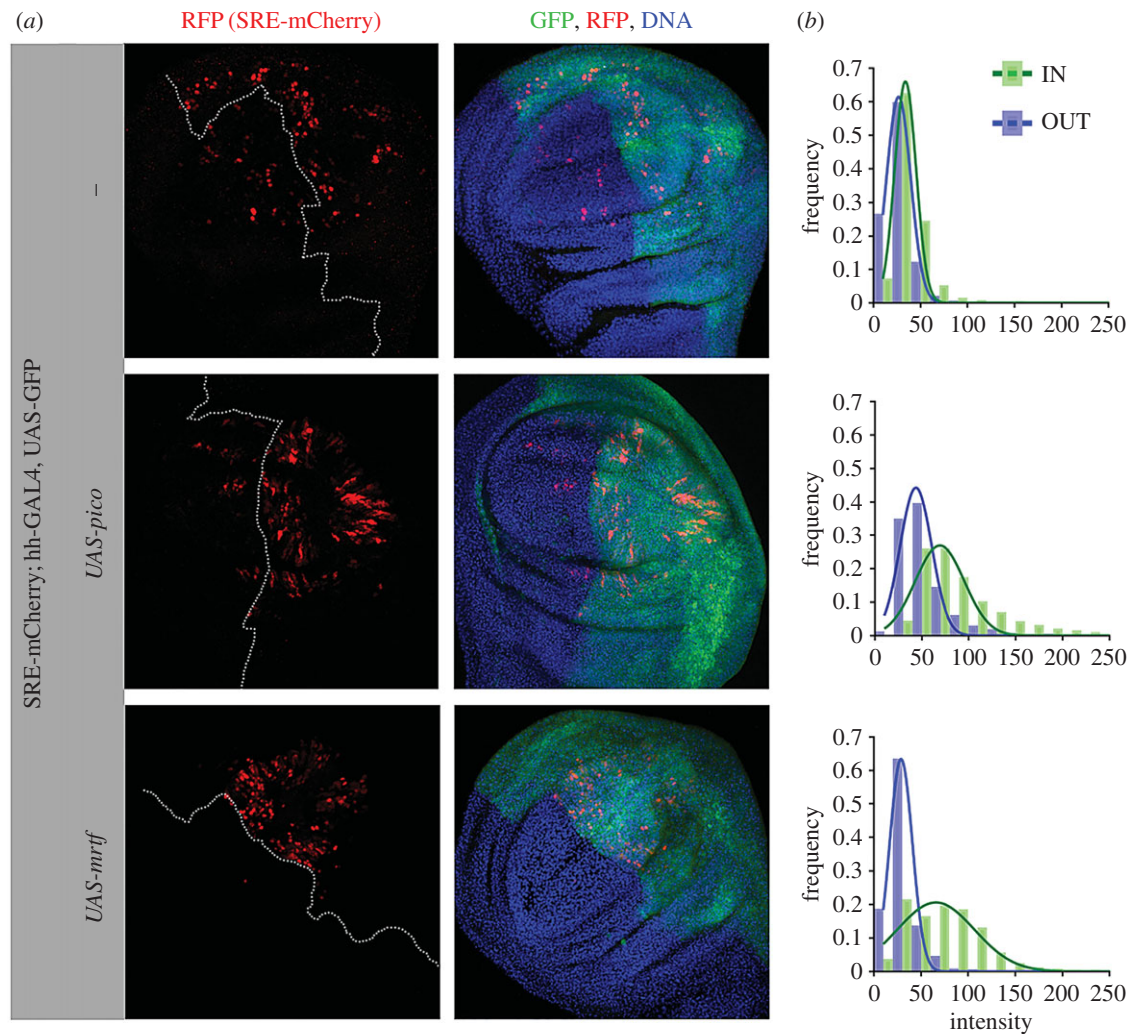 (a) RFP (SRE-mCherry) GFP, RFP, DNA (b)
SRE-mCherry; hh-GAL4, UAS-GFP
–
UAS-pico
UAS-mrtf
IN
OUT
frequency
0.7
0.6
0.5
0.4
0.3
0.2
0.1
0
0 50 100 150 200 250
frequency
0.7
0.6
0.5
0.4
0.3
0.2
0.1
0
0 50 100 150 200 250
frequency
0.7
0.6
0.5
0.4
0.3
0.2
0.1
0
0 50 100 150 200 250
intensity